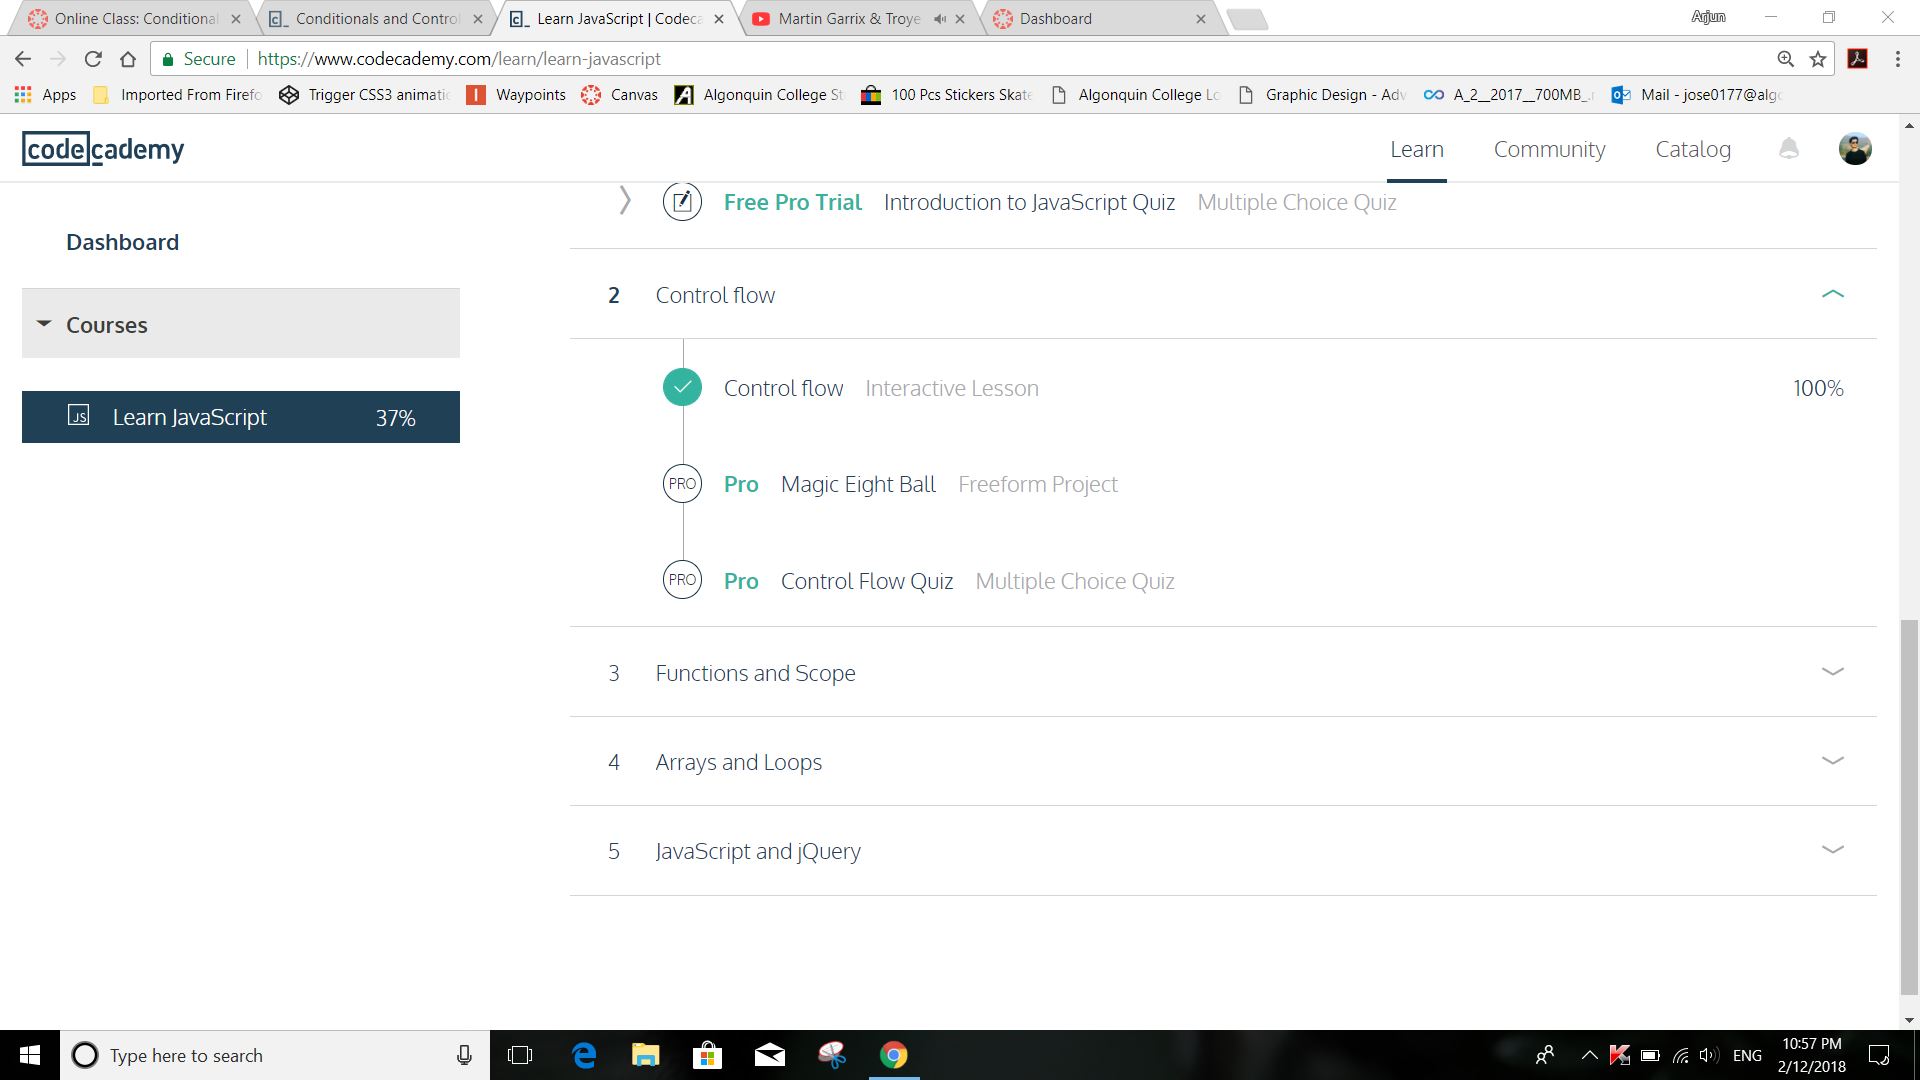 Online Class: Conditional
Conditionals and Control
Learn JavaScript | Codeca
Martin Garrix & Troye
Dashboard
Arjun
Secure
https://www.codecademy.com/learn/learn-javascript
Apps
Imported From Firefo
Trigger CSS3 animatic
Waypoints
Canvas
Algonquin College St
100 Pcs Stickers Skate
Algonquin College Lo
Graphic Design - Adv
A_2__2017__700MB_.r
Mail - jose0177@algo
codecademy
Learn
Community
Catalog
Free Pro Trial Introduction to JavaScript Quiz Multiple Choice Quiz
Dashboard
2 Control flow
Courses
Control flow Interactive Lesson 100%
JS Learn JavaScript 37%
PRO Pro Magic Eight Ball Freeform Project
PRO Pro Control Flow Quiz Multiple Choice Quiz
3 Functions and Scope
4 Arrays and Loops
5 JavaScript and jQuery
Type here to search
ENG
10:57 PM
2/12/2018